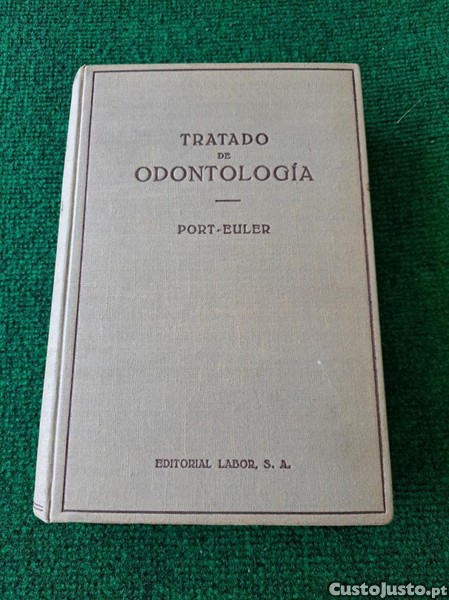 TRATADO
DE
ODONTOLOGÍA
PORT-EULER
EDITORIAL LABOR, S. A.
CustoJusto.pt